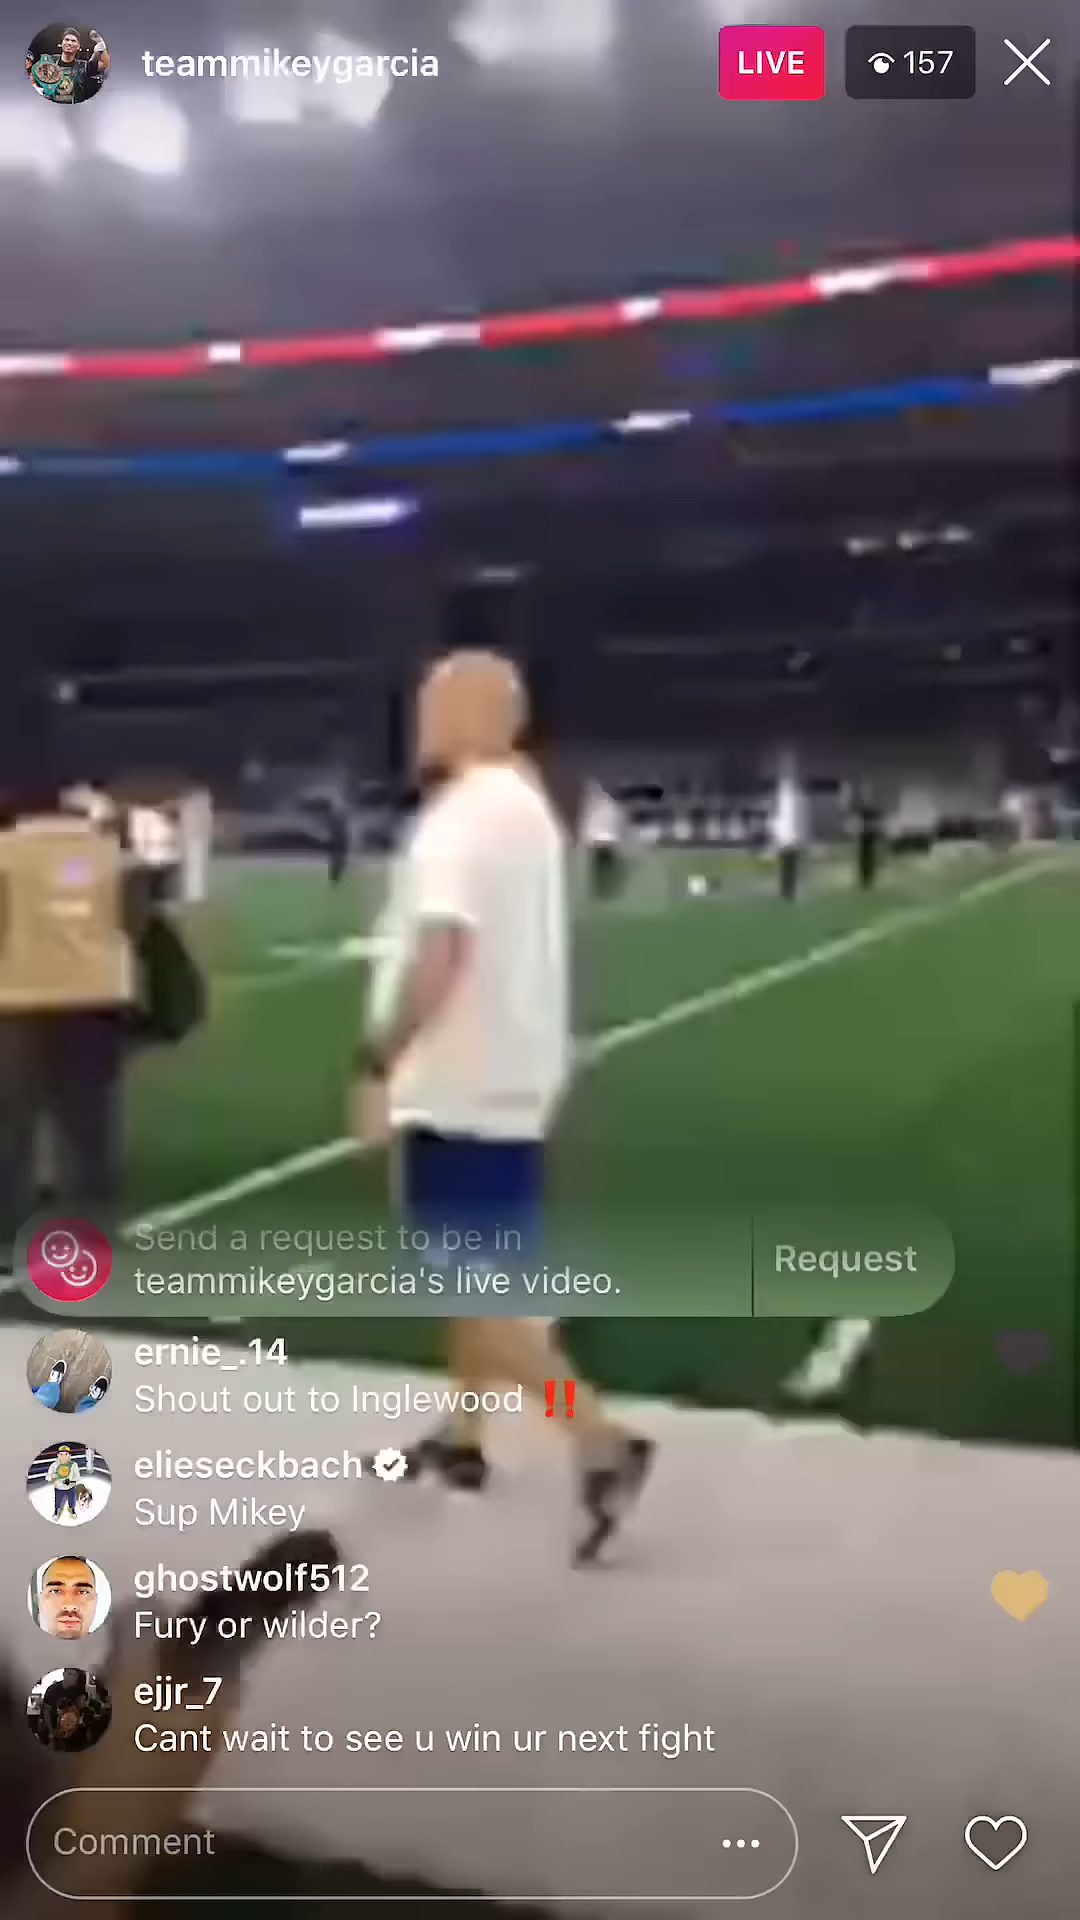 teammikeygarcia
LIVE
157
Send a request to be in
teammikeygarcia's live video.
Request
ernie_.14
Shout out to Inglewood ‼️
elieseckbach
Sup Mikey
ghostwolf512
Fury or wilder?
ejjr_7
Cant wait to see u win ur next fight
Comment